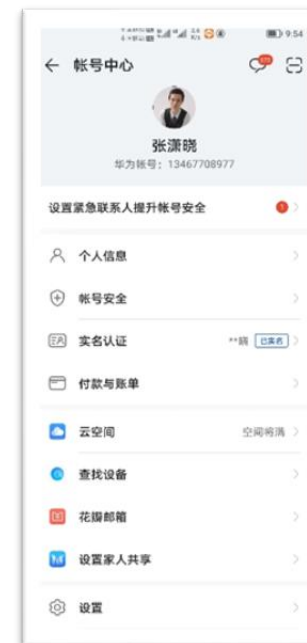 9:54
帐号中心
张潇晓
华为帐号：13467708977
设置紧急联系人提升帐号安全
个人信息
帐号安全
实名认证 **晓 已实名
付款与账单
云空间 空间将满
查找设备
花瓣邮箱
设置家人共享
设置